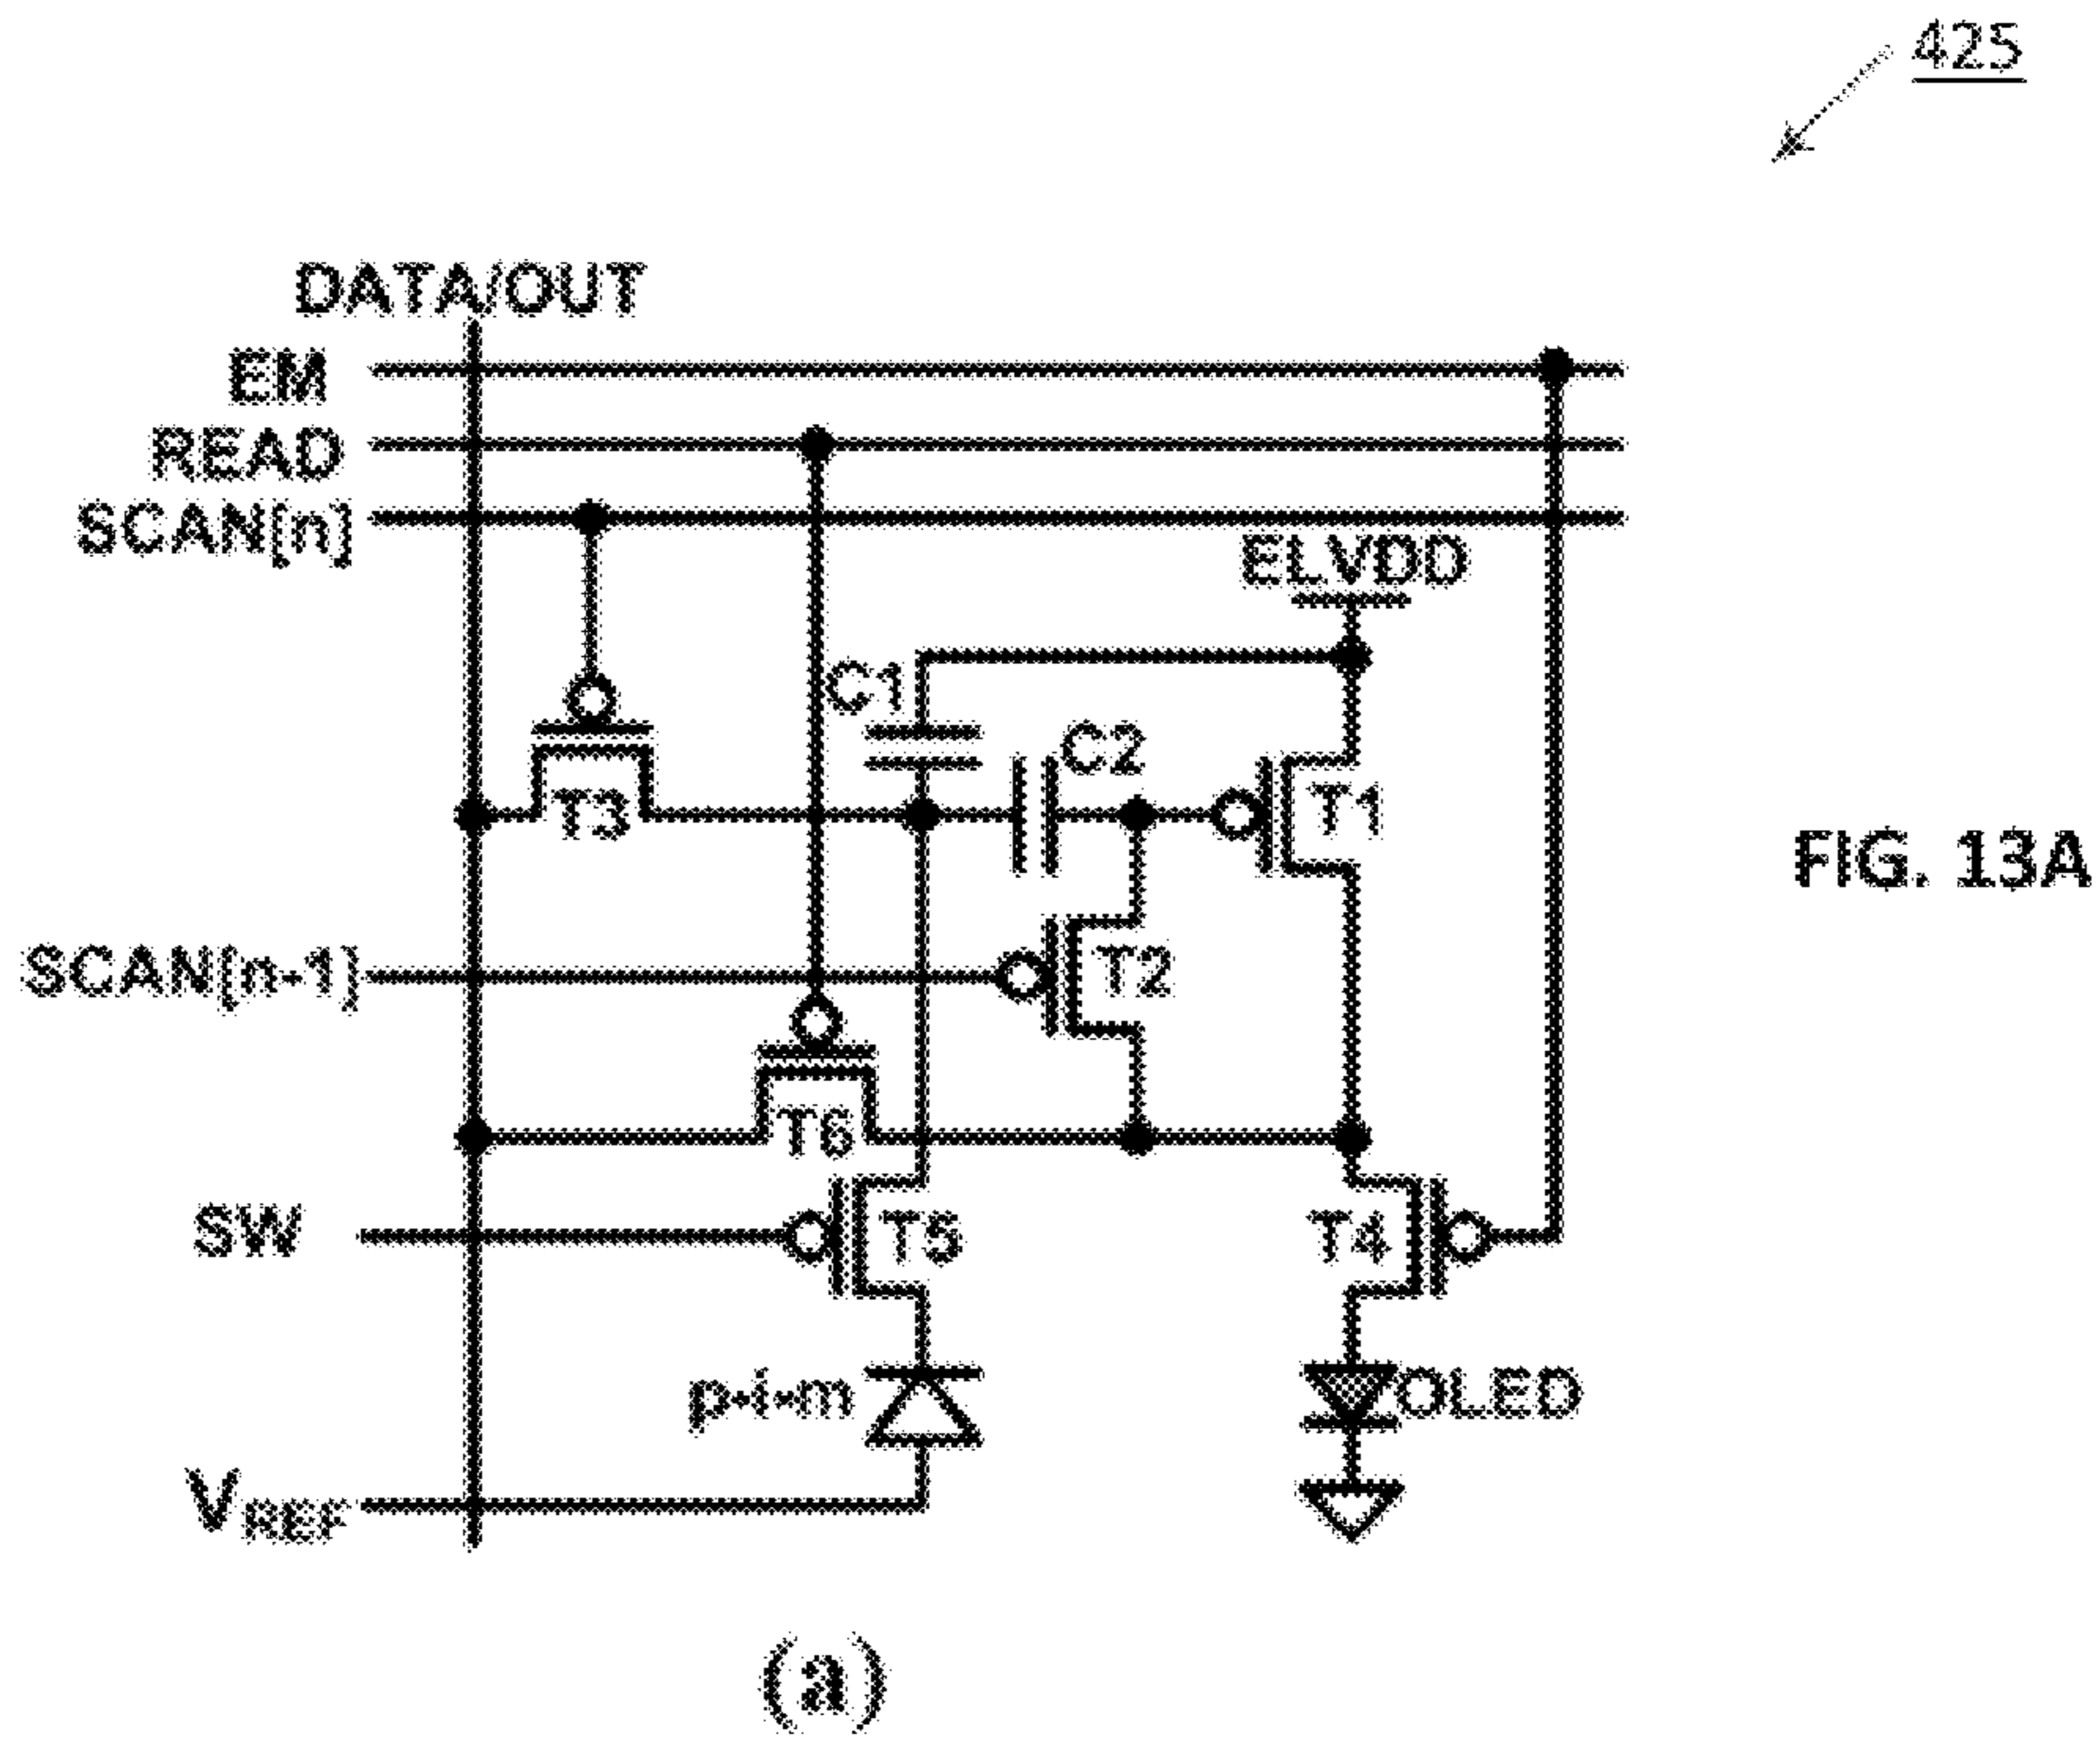 425
DATA/OUT
EM
READ
SCAN[n]
ELVDD
C1
C2
T3
T1
FIG. 13A
SCAN[n-1]
T2
T6
SW
T5
T4
p-i-m
OLED
VREF
(a)